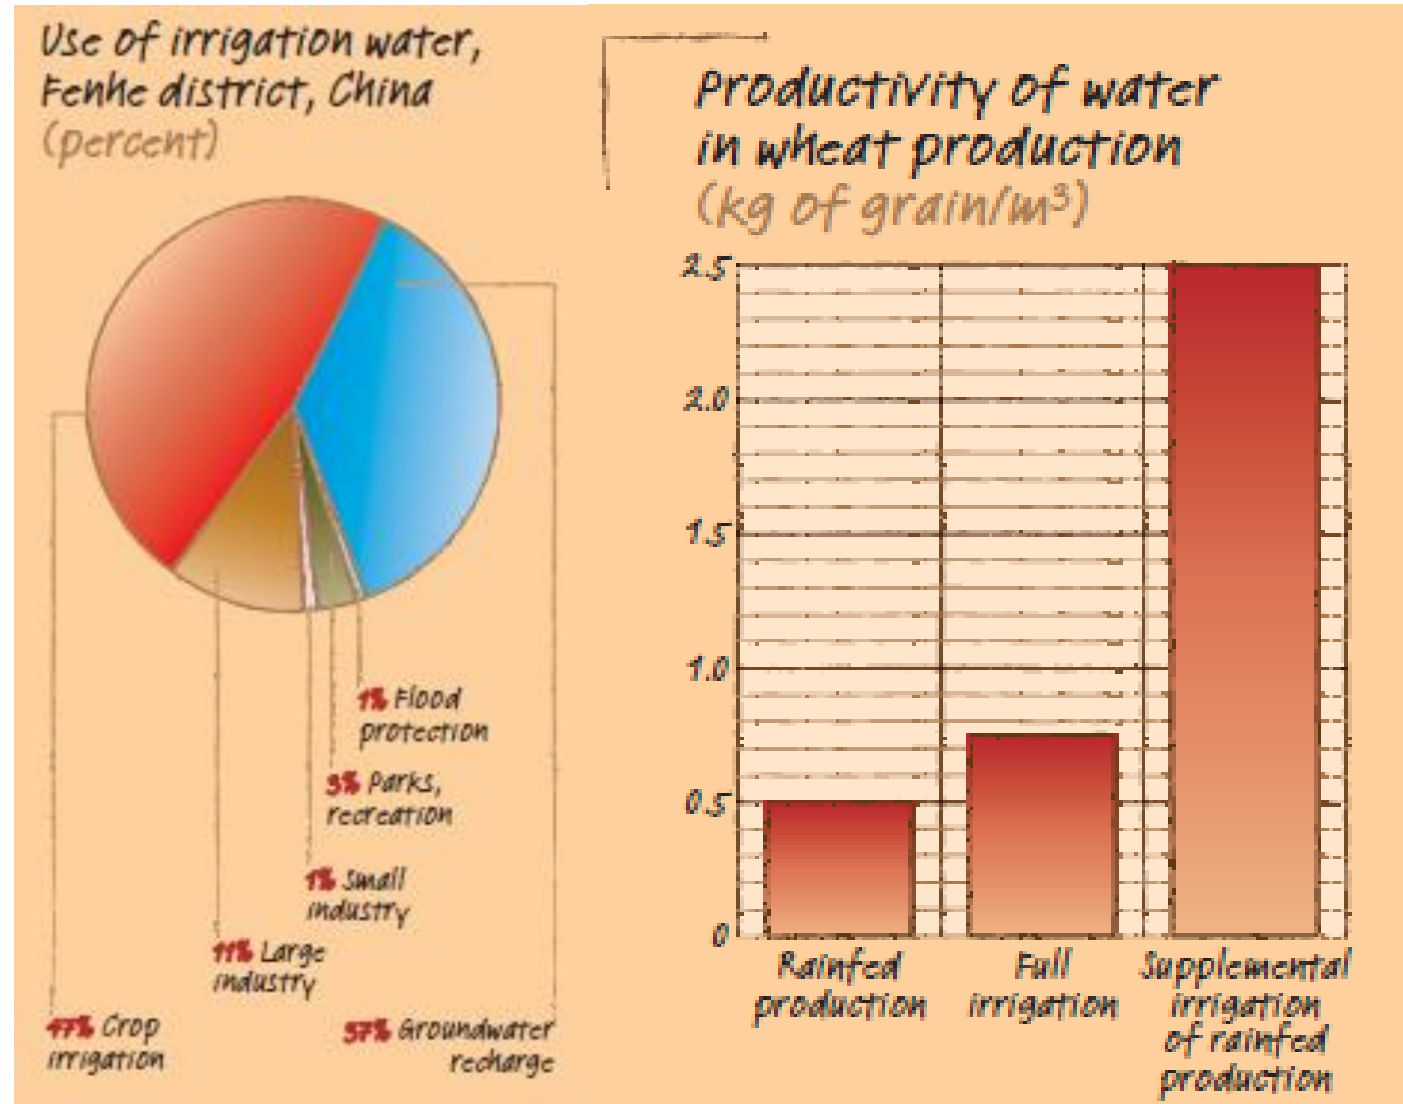 Use of irrigation water,
Fenhe district, China
(percent)
1% Flood
protection
3% Parks,
recreation
1% Small
industry
11% Large
industry
47% Crop
irrigation
37% Groundwater
recharge
Productivity of water
in wheat production
(kg of grain/m³)
2.5
2.0
1.5
1.0
0.5
0
Rainfed
production
Full
irrigation
Supplemental
irrigation
of rainfed
production